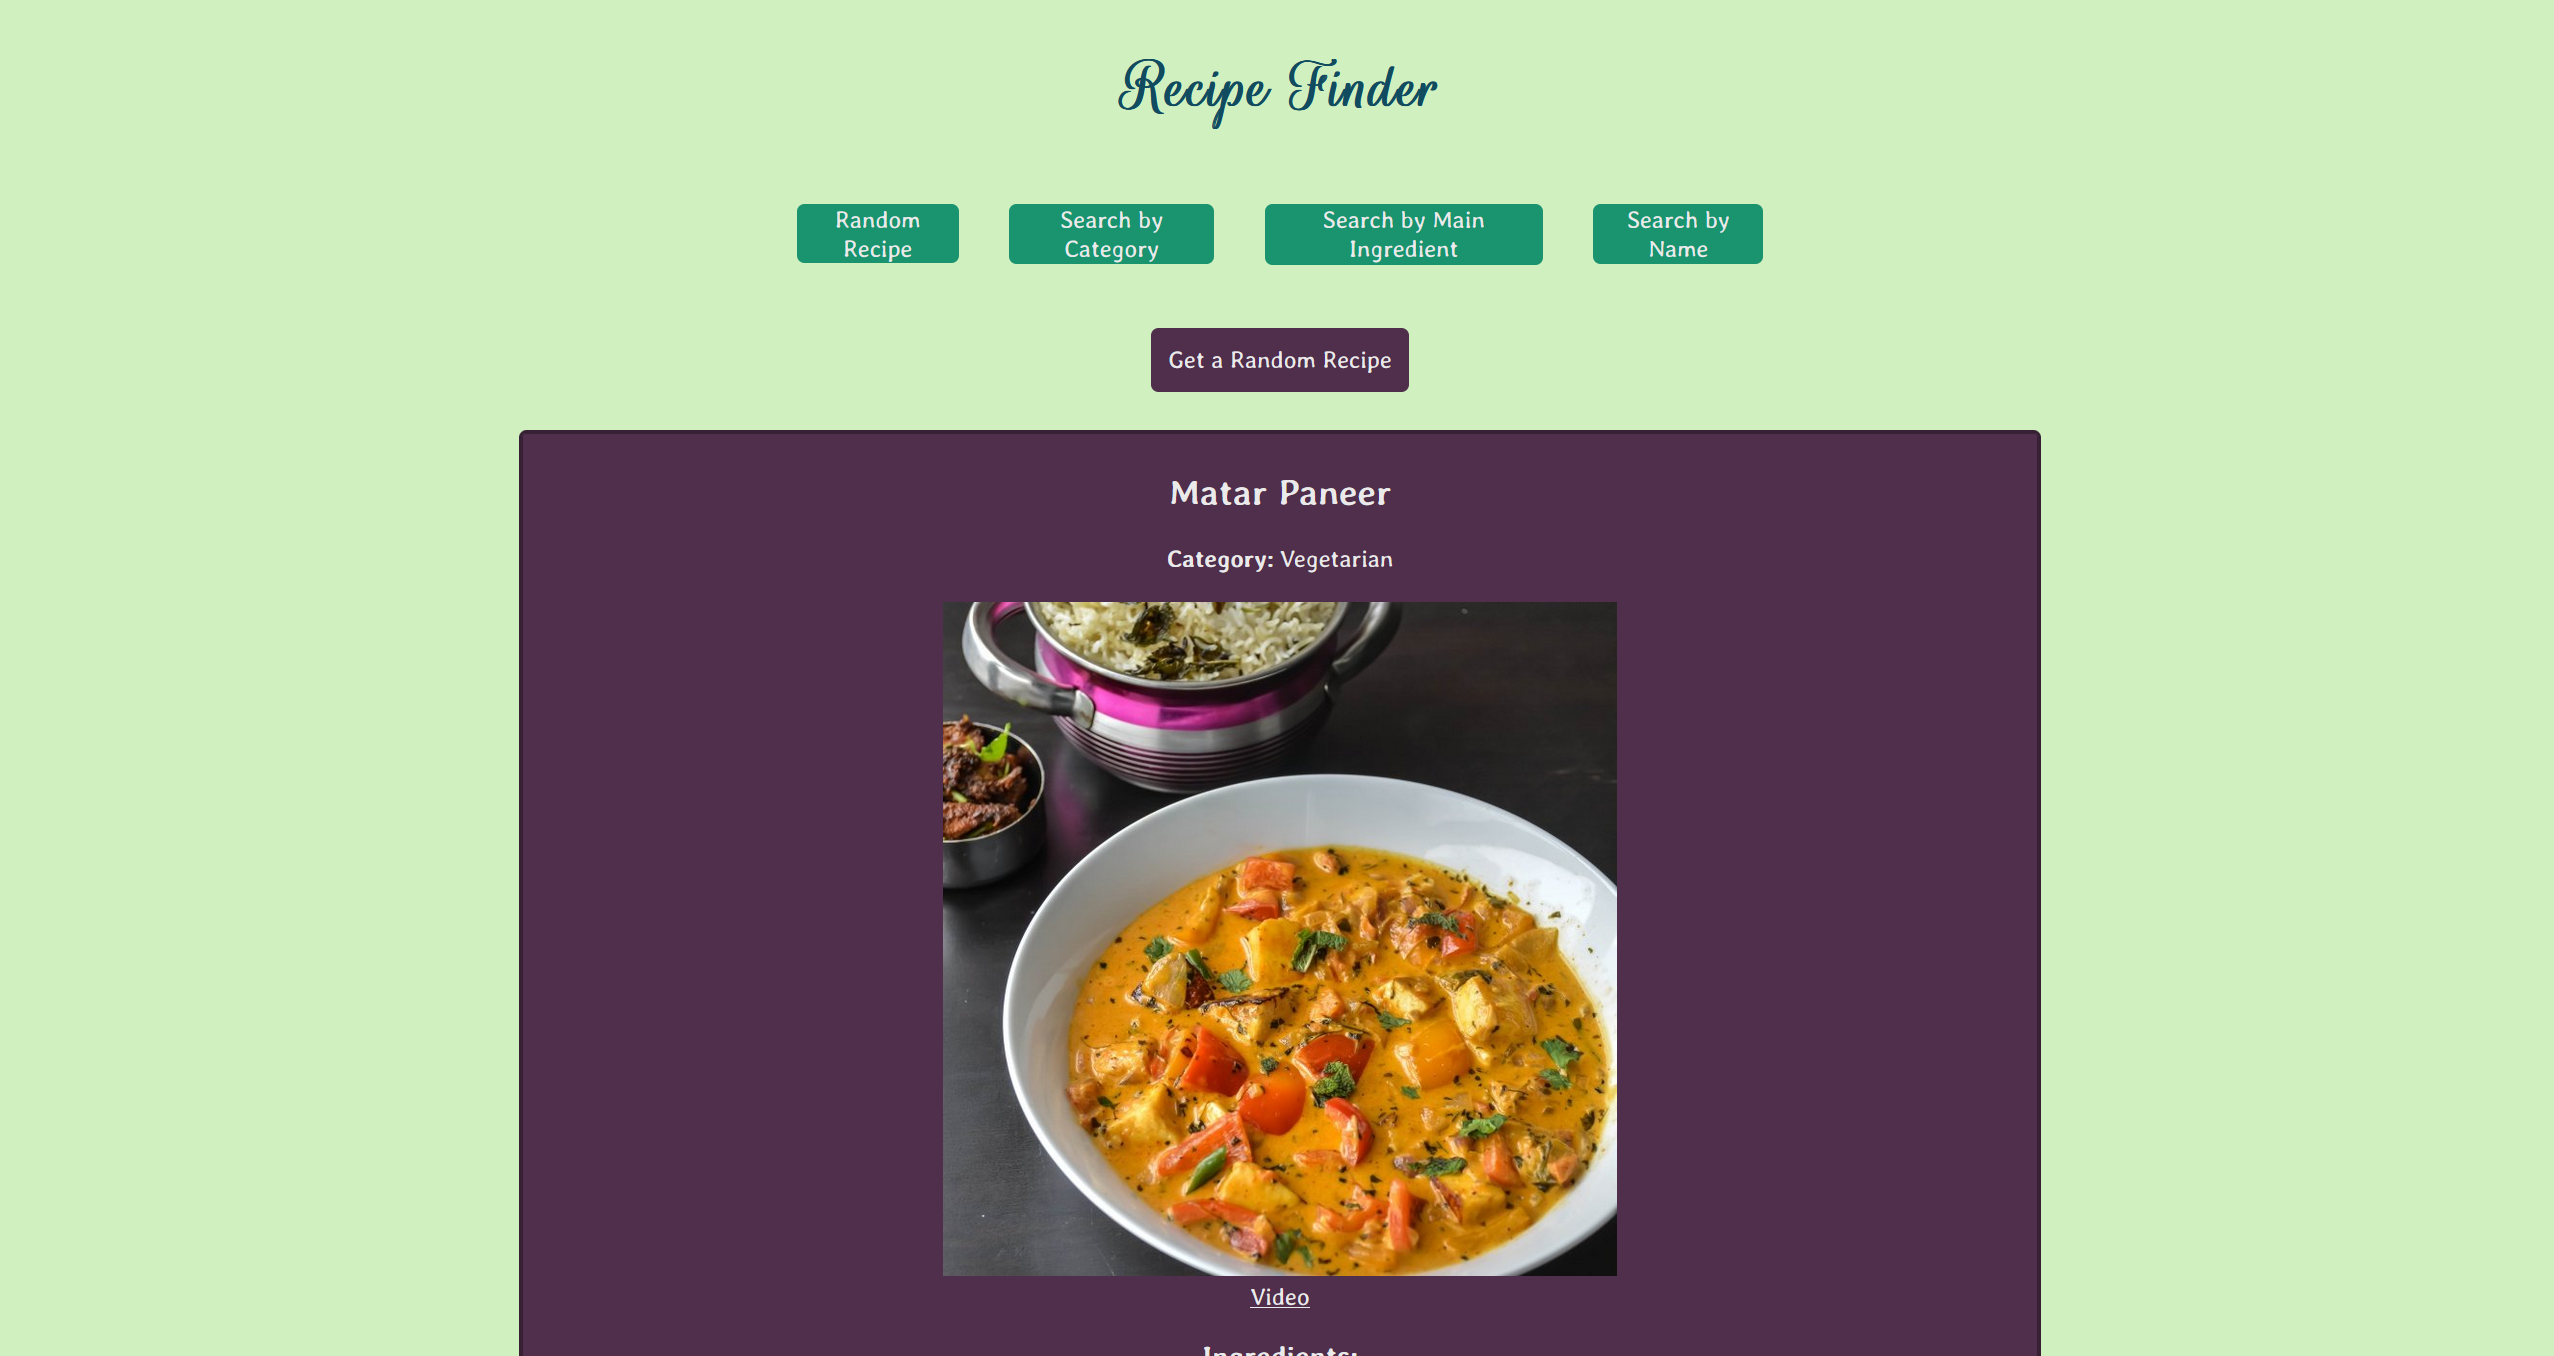 Recipe Finder
Random
Recipe
Search by
Category
Search by Main
Ingredient
Search by
Name
Get a Random Recipe
Matar Paneer
Category: Vegetarian
Video
Ingredients: